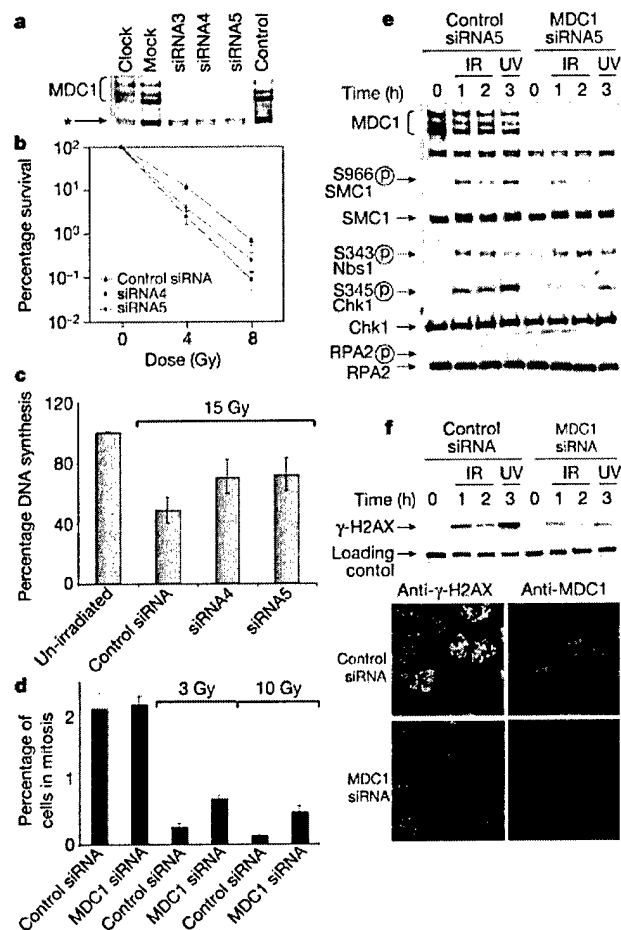 a
Clock Mock siRNA3 siRNA4 siRNA5 Control
MDC1
*
b
Percentage survival
10²
10¹
10⁰
10⁻¹
10⁻²
Control siRNA
siRNA4
siRNA5
0 4 8
Dose (Gy)
c
Percentage DNA synthesis
120
80
40
0
15 Gy
Un-irradiated
Control siRNA
siRNA4
siRNA5
d
Percentage of
cells in mitosis
2
1
0
3 Gy 10 Gy
Control siRNA
MDC1 siRNA
Control siRNA
MDC1 siRNA
Control siRNA
MDC1 siRNA
e
Control MDC1
siRNA5 siRNA5
IR UV IR UV
Time (h) 0 1 2 3 0 1 2 3
MDC1
S966 p
SMC1
SMC1
S343 p
Nbs1
S345 p
Chk1
Chk1
RPA2 p
RPA2
f
Control MDC1
siRNA siRNA
IR UV IR UV
Time (h) 0 1 2 3 0 1 2 3
γ-H2AX
Loading
contol
Anti-γ-H2AX Anti-MDC1
Control
siRNA
MDC1
siRNA